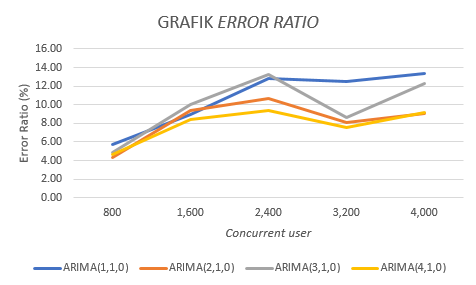 GRAFIK ERROR RATIO
16.00
14.00
12.00
10.00
8.00
6.00
4.00
2.00
0.00
Error Ratio (%)
800 1,600 2,400 3,200 4,000
Concurrent user
ARIMA(1,1,0) ARIMA(2,1,0) ARIMA(3,1,0) ARIMA(4,1,0)